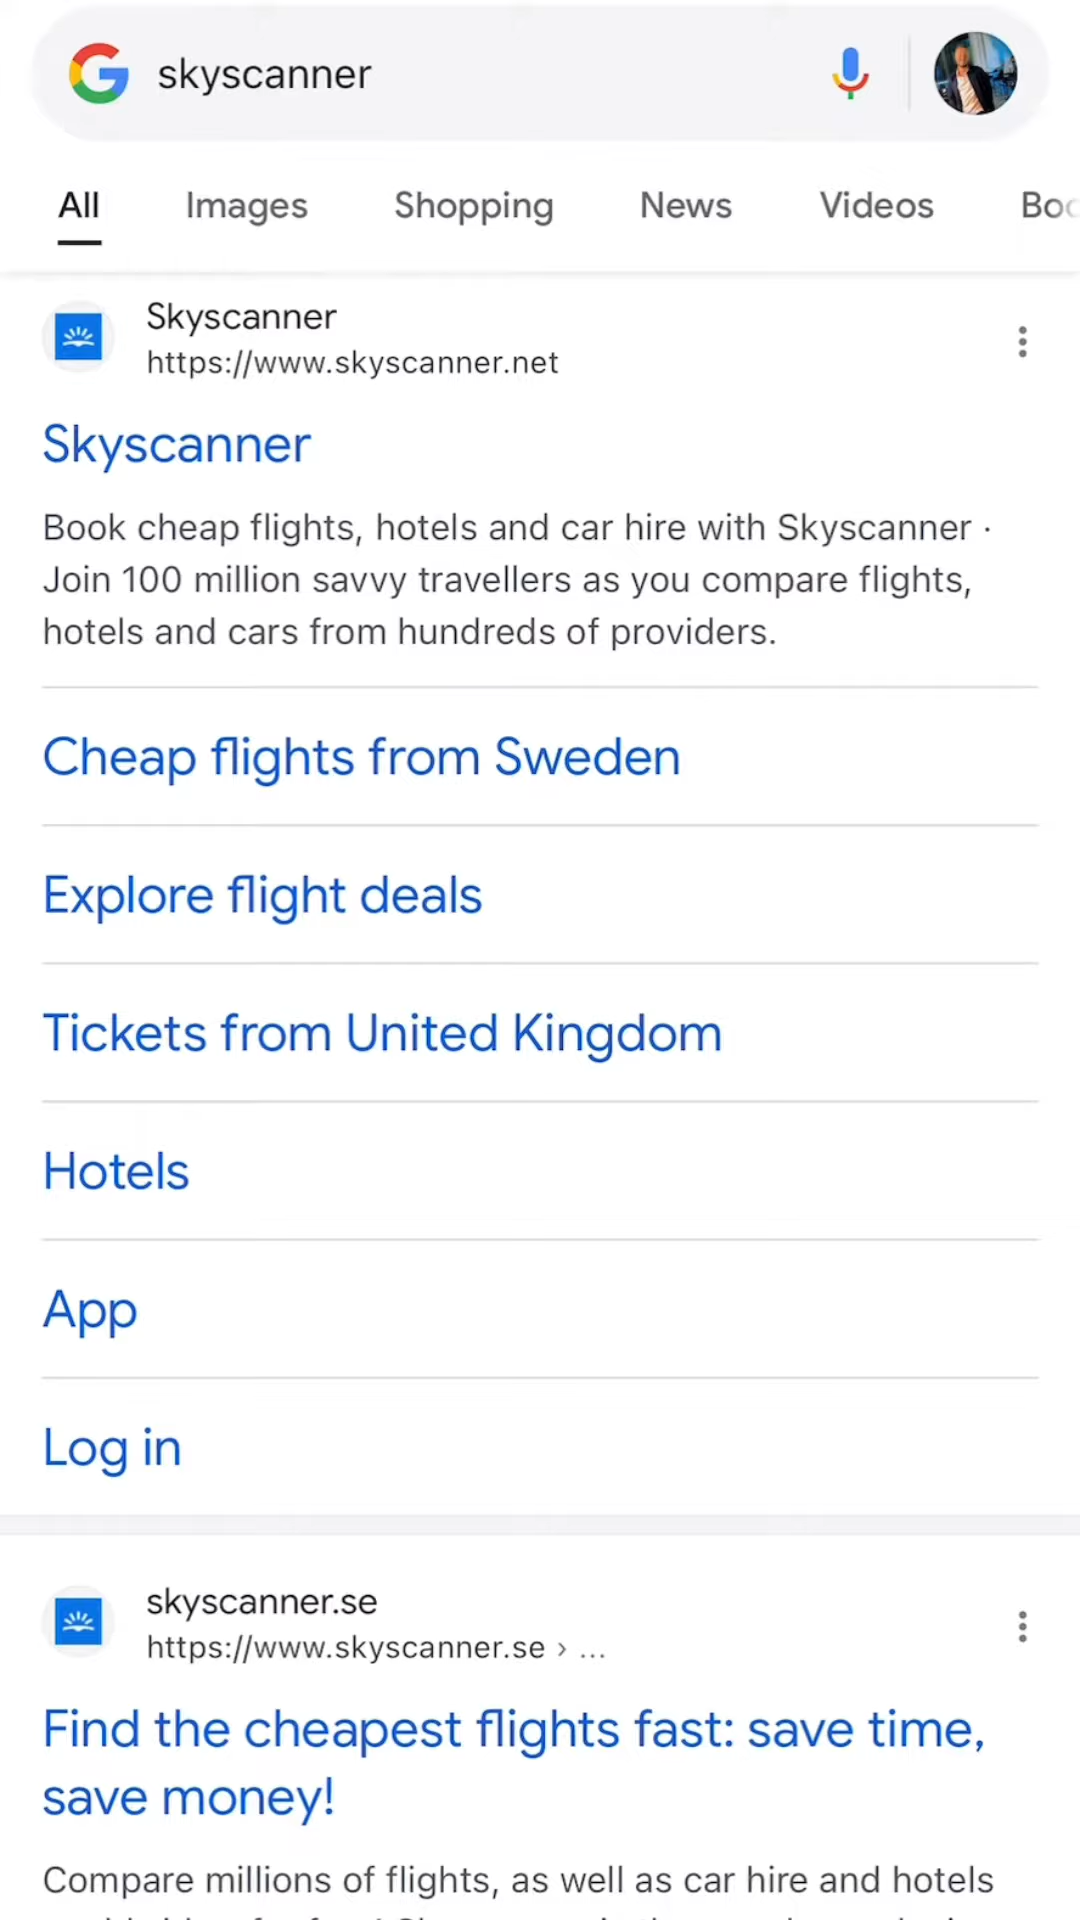 skyscanner
All Images Shopping News Videos
Skyscanner
https://www.skyscanner.net
Skyscanner
Book cheap flights, hotels and car hire with Skyscanner ·
Join 100 million savvy travellers as you compare flights,
hotels and cars from hundreds of providers.
Cheap flights from Sweden
Explore flight deals
Tickets from United Kingdom
Hotels
App
Log in
skyscanner.se
https://www.skyscanner.se › ...
Find the cheapest flights fast: save time,
save money!
Compare millions of flights, as well as car hire and hotels